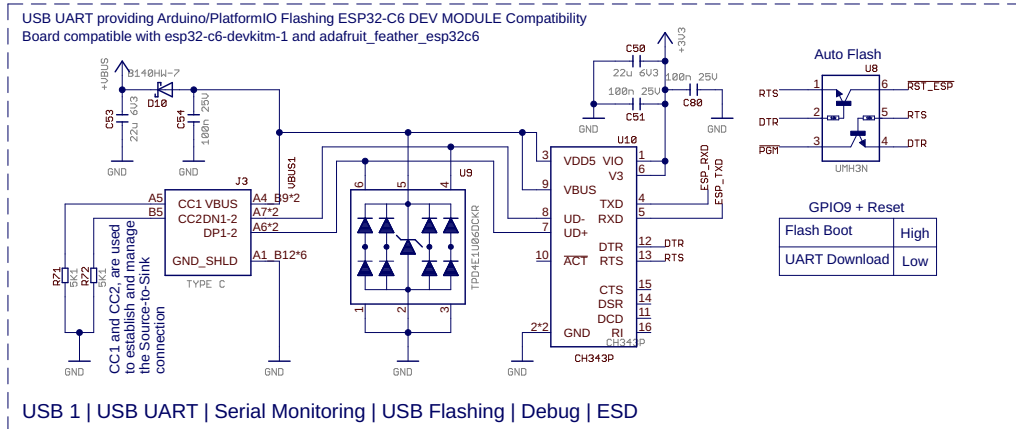 USB UART providing Arduino/PlatformIO Flashing ESP32-C6 DEV MODULE Compatibility
Board compatible with esp32-c6-devkitm-1 and adafruit_feather_esp32c6
+VBUS
B140HW-7
D10
C53
22u 6V3
C54
100n 25V
GND
GND
VBUS1
J3
A5 CC1 VBUS A4_B9*2
B5 CC2 DN1-2 A7*2
DP1-2 A6*2
GND_SHLD A1_B12*6
TYPE C
R71
5K1
R72
5K1
CC1 and CC2, are used
to establish and manage
the Source-to-Sink
connection
GND
GND
U9
6 5 4
1 2 3
TPD4E1U06DCKR
GND
+3V3
C50
22u 6V3
100n 25V
C51
100n 25V
C80
GND
GND
U10
3 VDD5 VIO 1
V3 6
9 VBUS
TXD 4
8 UD- RXD 5
7 UD+
DTR 12 DTR
10 ACT RTS 13 RTS
CTS 15
DSR 14
DCD 11
2*2 GND RI 16
CH343P
CH343P
GND
ESP_RXD
ESP_TXD
Auto Flash
U8
RTS 1 6 RST_ESP
DTR 2 5 RTS
PGM 3 4 DTR
UMH3N
GPIO9 + Reset
Flash Boot High
UART Download Low
USB 1 | USB UART | Serial Monitoring | USB Flashing | Debug | ESD